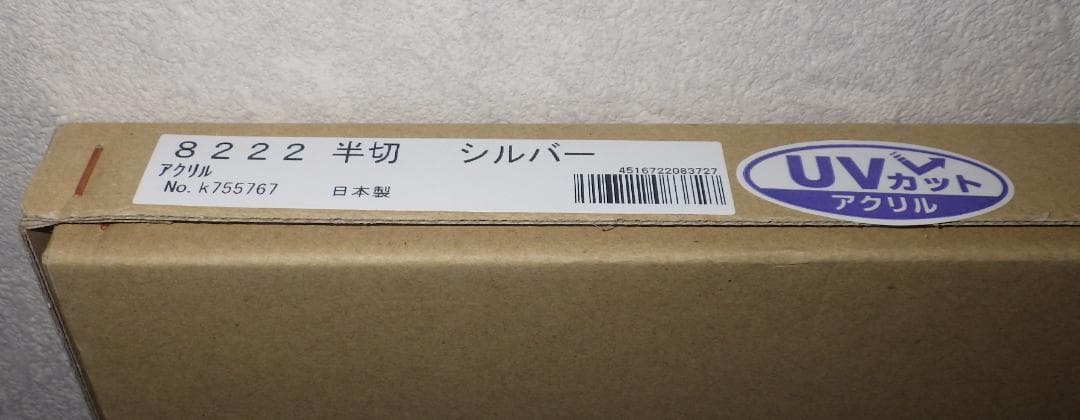 ８２２２ 半切 シルバー
アクリル
No. k755767 日本製
4516722083727
UVカット
アクリル